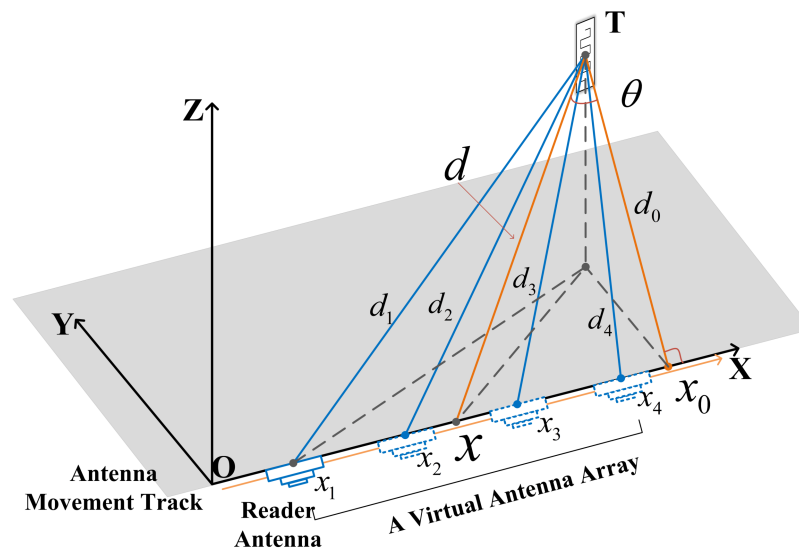 T
Z
θ
d
d₀
d₃
d₁
d₂
d₄
Y
X
x₀
x₄
x₃
x
x₂
O
x₁
Antenna
Movement Track
Reader
Antenna
A Virtual Antenna Array